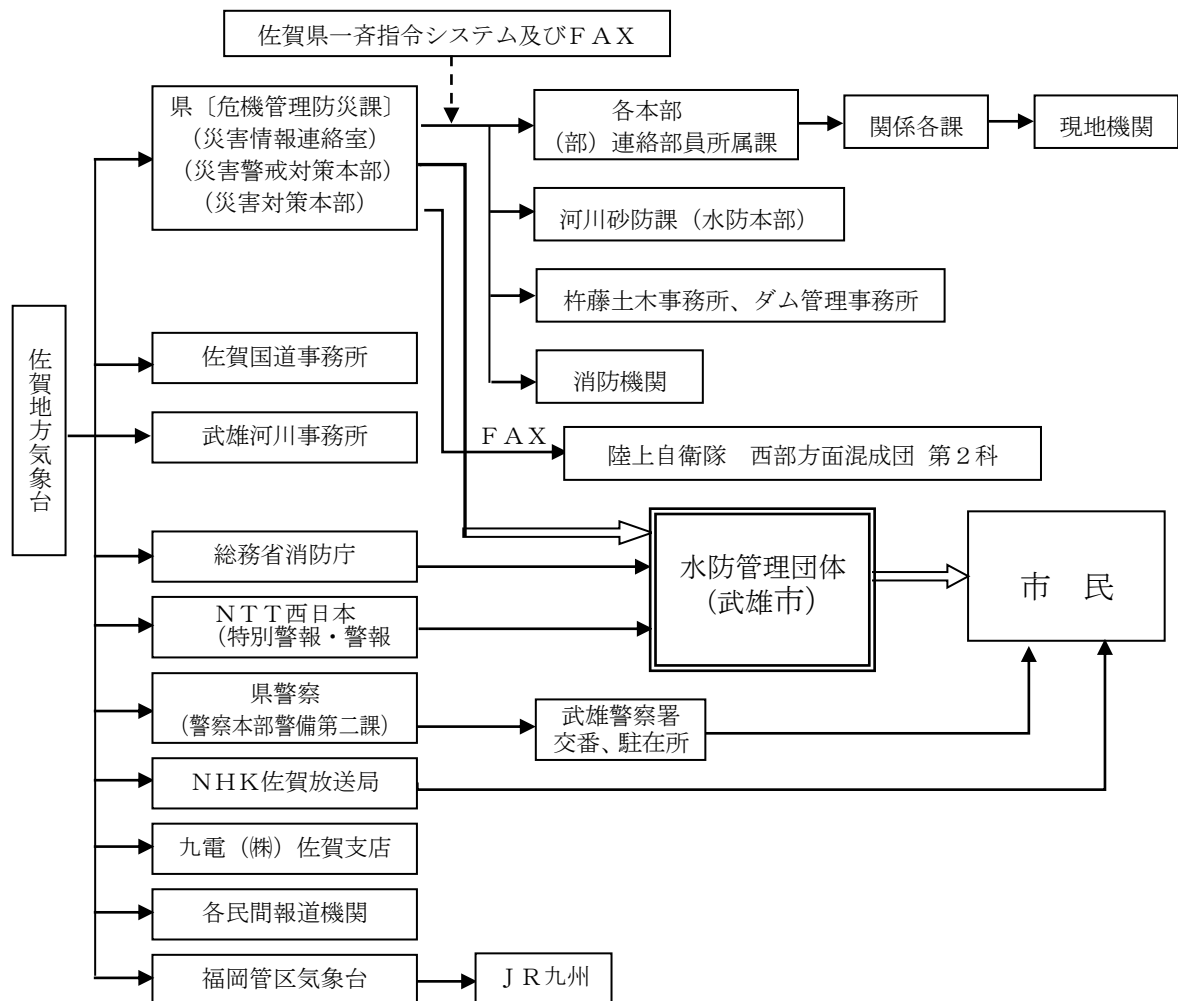 佐賀県一斉指令システム及びＦＡＸ
県〔危機管理防災課〕
(災害情報連絡室)
(災害警戒対策本部)
(災害対策本部)
各本部
(部）連絡部員所属課
関係各課
現地機関
河川砂防課（水防本部）
杵藤土木事務所、ダム管理事務所
消防機関
佐賀地方気象台
佐賀国道事務所
武雄河川事務所
ＦＡＸ
陸上自衛隊　西部方面混成団 第２科
総務省消防庁
水防管理団体
(武雄市)
市　民
ＮＴＴ西日本
(特別警報・警報
県警察
(警察本部警備第二課)
武雄警察署
交番、駐在所
ＮＨＫ佐賀放送局
九電（㈱）佐賀支店
各民間報道機関
福岡管区気象台
ＪＲ九州